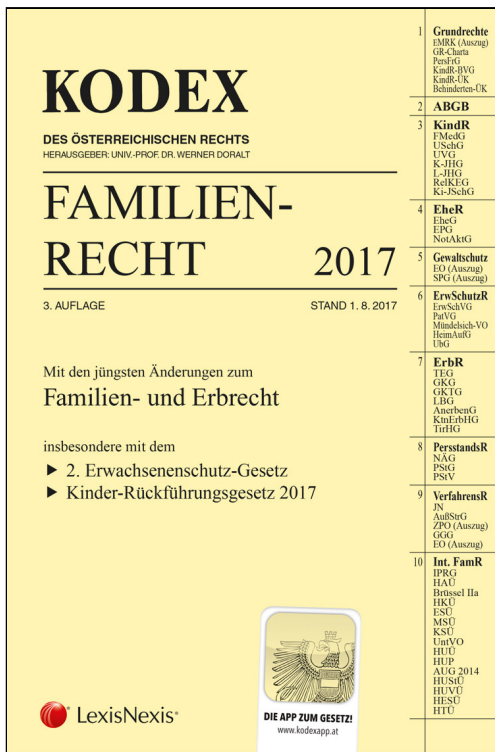 KODEX
DES ÖSTERREICHISCHEN RECHTS
HERAUSGEBER: UNIV.-PROF. DR. WERNER DORALT
FAMILIEN-
RECHT 2017
3. AUFLAGE STAND 1. 8. 2017
Mit den jüngsten Änderungen zum
Familien- und Erbrecht
insbesondere mit dem
▶ 2. Erwachsenenschutz-Gesetz
▶ Kinder-Rückführungsgesetz 2017
LexisNexis®
DIE APP ZUM GESETZ!
www.kodexapp.at
1 Grundrechte
EMRK (Auszug)
GR-Charta
PersFrG
KindR-BVG
KindR-ÜK
Behinderten-ÜK
2 ABGB
3 KindR
FMedG
USchG
UVG
K-JHG
L-JHG
RelKEG
Ki-JSchG
4 EheR
EheG
EPG
NotAktG
5 Gewaltschutz
EO (Auszug)
SPG (Auszug)
6 ErwSchutzR
ErwSchVG
PatVG
Mündelsich-VO
HeimAufG
UbG
7 ErbR
TEG
GKG
GKTG
LBG
AnerbenG
KtnErbHG
TirHG
8 PersstandsR
NÄG
PStG
PStV
9 VerfahrensR
JN
AußStrG
ZPO (Auszug)
GGG
EO (Auszug)
10 Int. FamR
IPRG
HAÜ
Brüssel IIa
HKÜ
ESÜ
MSÜ
KSÜ
UntVO
HUÜ
HUP
AUG 2014
HUStÜ
HUVÜ
HESÜ
HTÜ